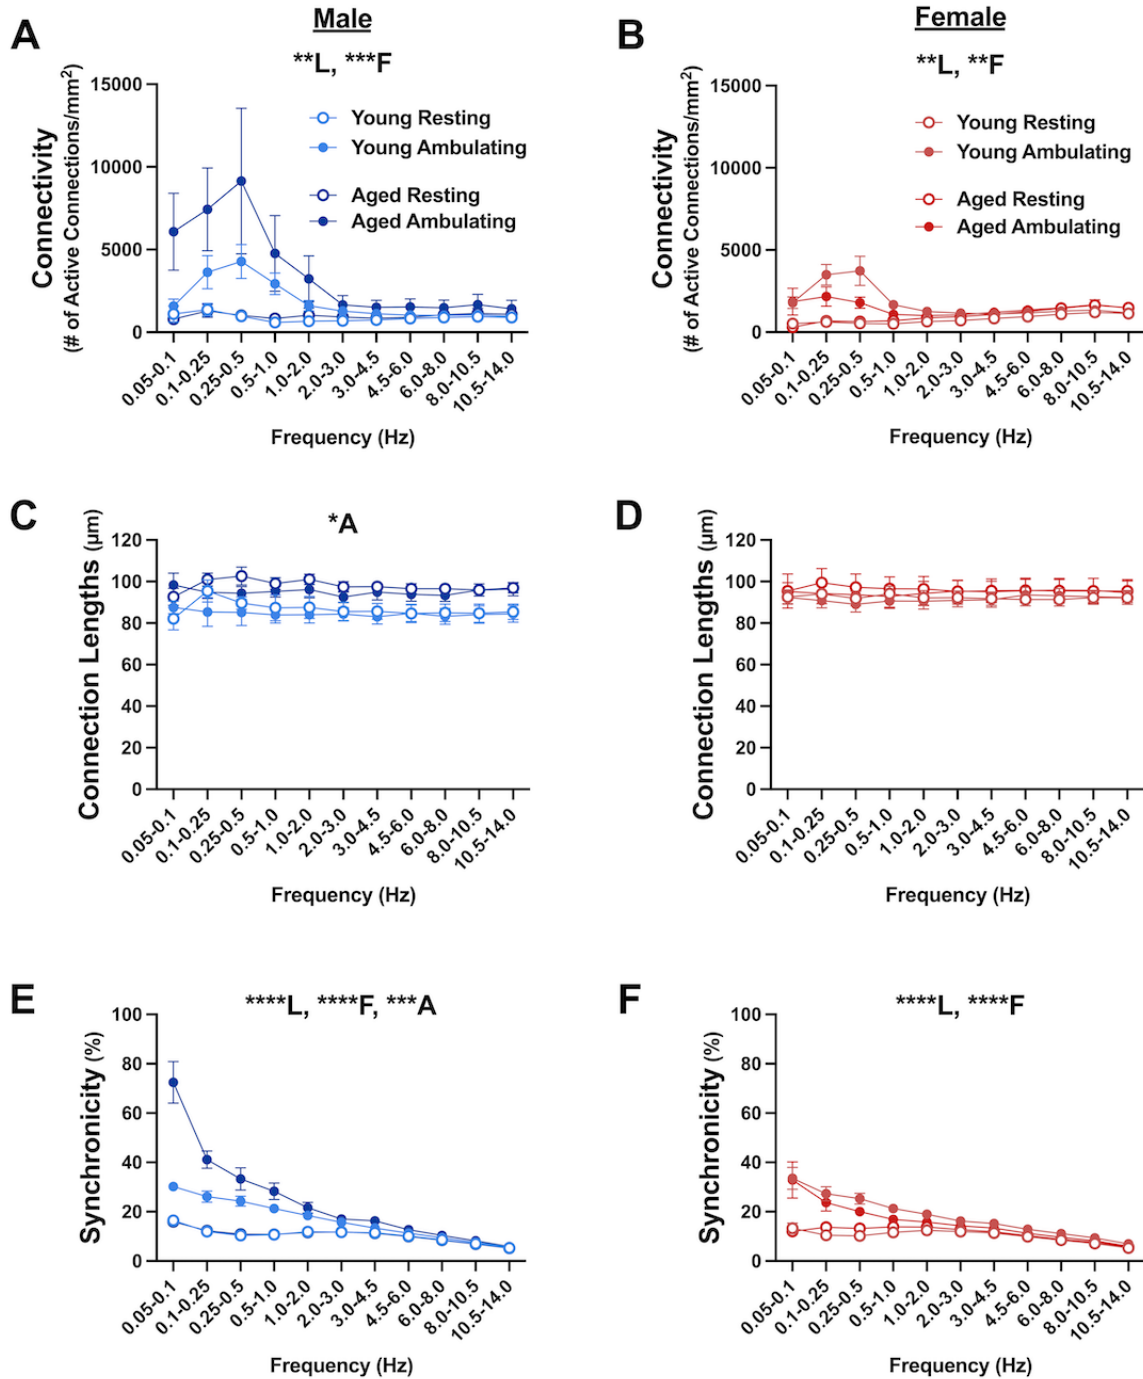 Male
A
**L, ***F
Connectivity
(# of Active Connections/mm²)
15000
10000
5000
0
Young Resting
Young Ambulating
Aged Resting
Aged Ambulating
0.05-0.1
0.1-0.25
0.25-0.5
0.5-1.0
1.0-2.0
2.0-3.0
3.0-4.5
4.5-6.0
6.0-8.0
8.0-10.5
10.5-14.0
Frequency (Hz)
Female
B
**L, **F
Connectivity
(# of Active Connections/mm²)
15000
10000
5000
0
Young Resting
Young Ambulating
Aged Resting
Aged Ambulating
0.05-0.1
0.1-0.25
0.25-0.5
0.5-1.0
1.0-2.0
2.0-3.0
3.0-4.5
4.5-6.0
6.0-8.0
8.0-10.5
10.5-14.0
Frequency (Hz)
C
*A
Connection Lengths (µm)
120
100
80
60
40
20
0
0.05-0.1
0.1-0.25
0.25-0.5
0.5-1.0
1.0-2.0
2.0-3.0
3.0-4.5
4.5-6.0
6.0-8.0
8.0-10.5
10.5-14.0
Frequency (Hz)
D
Connection Lengths (µm)
120
100
80
60
40
20
0
0.05-0.1
0.1-0.25
0.25-0.5
0.5-1.0
1.0-2.0
2.0-3.0
3.0-4.5
4.5-6.0
6.0-8.0
8.0-10.5
10.5-14.0
Frequency (Hz)
E
****L, ****F, ***A
Synchronicity (%)
100
80
60
40
20
0
0.05-0.1
0.1-0.25
0.25-0.5
0.5-1.0
1.0-2.0
2.0-3.0
3.0-4.5
4.5-6.0
6.0-8.0
8.0-10.5
10.5-14.0
Frequency (Hz)
F
****L, ****F
Synchronicity (%)
100
80
60
40
20
0
0.05-0.1
0.1-0.25
0.25-0.5
0.5-1.0
1.0-2.0
2.0-3.0
3.0-4.5
4.5-6.0
6.0-8.0
8.0-10.5
10.5-14.0
Frequency (Hz)